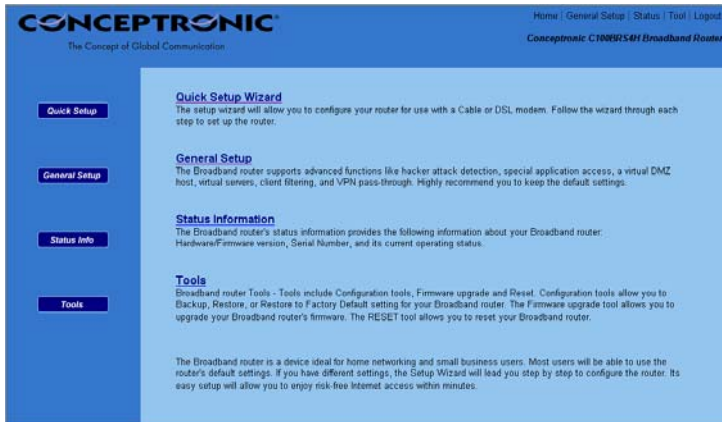 CONCEPTRONIC
The Concept of Global Communication
Home | General Setup | Status | Tool | Logout
Conceptronic C100BRS4H Broadband Router
Quick Setup
Quick Setup Wizard
The setup wizard will allow you to configure your router for use with a Cable or DSL modem. Follow the wizard through each
step to set up the router.
General Setup
General Setup
The Broadband router supports advanced functions like hacker attack detection, special application access, a virtual DMZ
host, virtual servers, client filtering, and VPN pass-through. Highly recommend you to keep the default settings.
Status Info
Status Information
The Broadband router's status information provides the following information about your Broadband router:
Hardware/Firmware version, Serial Number, and its current operating status.
Tools
Tools
Broadband router Tools - Tools include Configuration tools, Firmware upgrade and Reset. Configuration tools allow you to
Backup, Restore, or Restore to Factory Default setting for your Broadband router. The Firmware upgrade tool allows you to
upgrade your Broadband router's firmware. The RESET tool allows you to reset your Broadband router.
The Broadband router is a device ideal for home networking and small business users. Most users will be able to use the
router's default settings. If you have different settings, the Setup Wizard will lead you step by step to configure the router. Its
easy setup will allow you to enjoy risk-free Internet access within minutes.